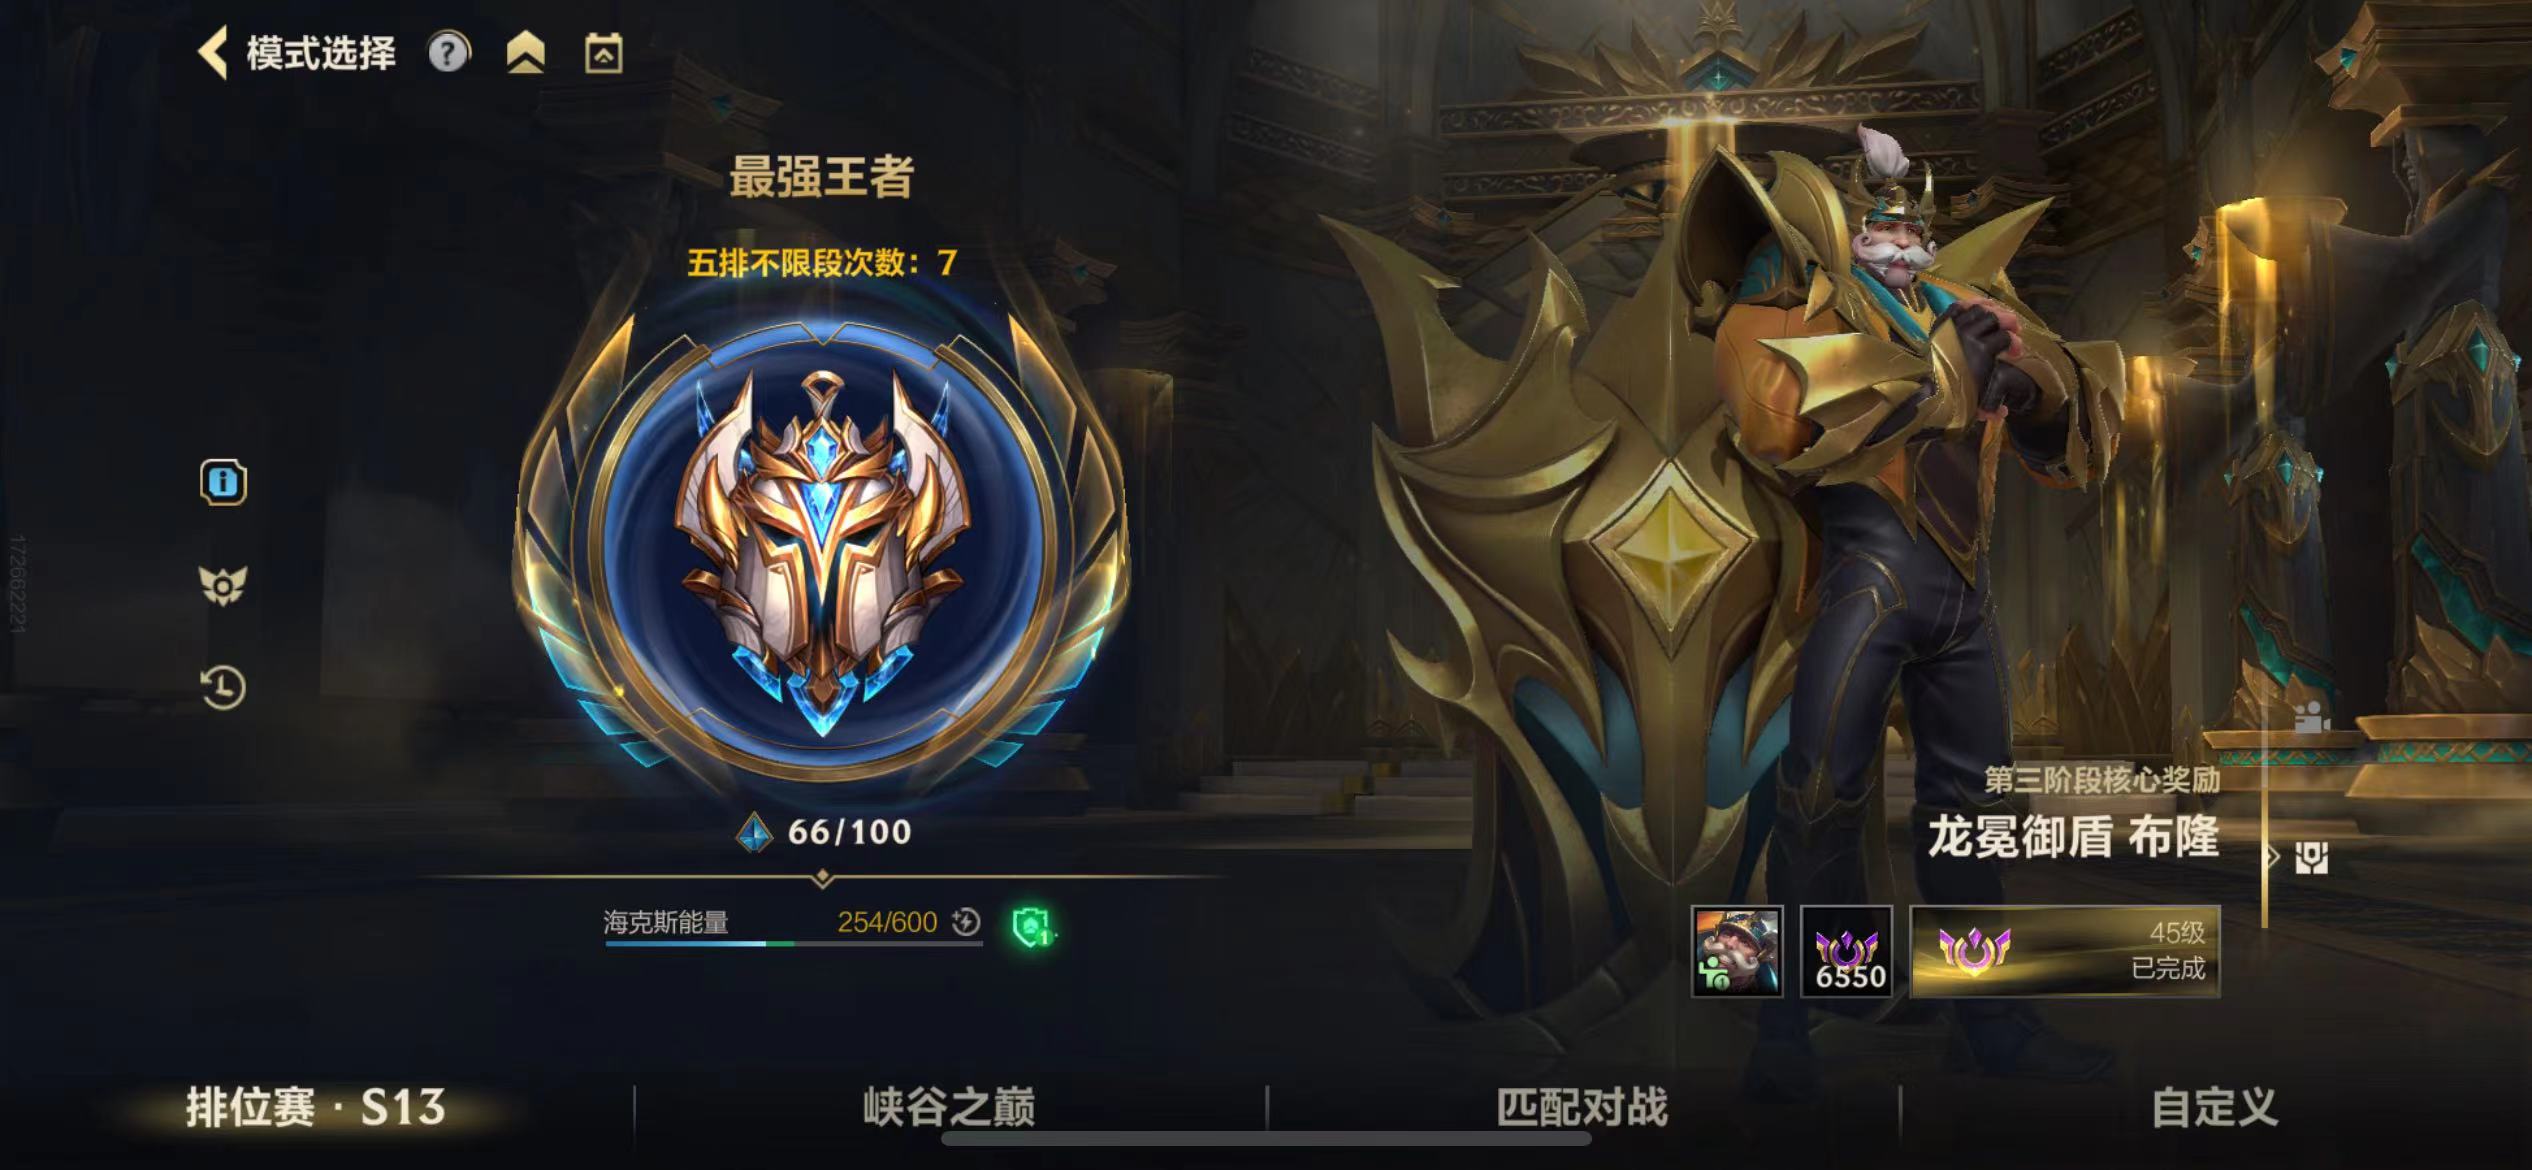 模式选择
?
最强王者
五排不限段次数：7
66/100
海克斯能量 254/600
1
第三阶段核心奖励
龙冕御盾 布隆
1
6550
45级
已完成
排位赛 · S13
峡谷之巅
匹配对战
自定义
1726622221